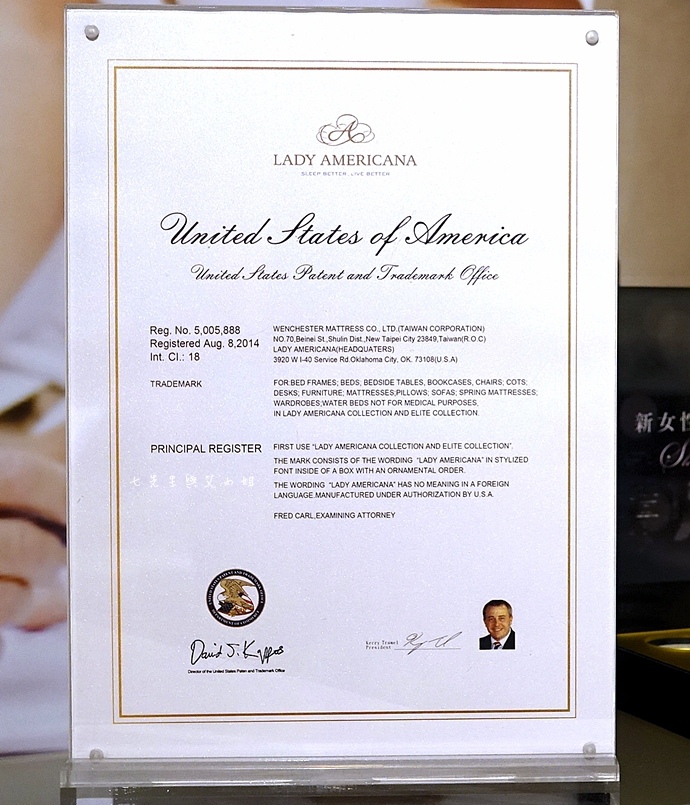 A
LADY AMERICANA
SLEEP BETTER. LIVE BETTER
United States of America
United States Patent and Trademark Office
Reg. No. 5,005,888
Registered Aug. 8,2014
Int. Cl.: 18
WENCHESTER MATTRESS CO., LTD.(TAIWAN CORPORATION)
NO.70,Beinei St.,Shulin Dist.,New Taipei City 23849,Taiwan(R.O.C)
LADY AMERICANA(HEADQUATERS)
3920 W I-40 Service Rd.Oklahoma City, OK. 73108(U.S.A)
TRADEMARK
FOR BED FRAMES; BEDS; BEDSIDE TABLES, BOOKCASES, CHAIRS; COTS;
DESKS; FURNITURE; MATTRESSES;PILLOWS; SOFAS; SPRING MATTRESSES;
WARDROBES;WATER BEDS NOT FOR MEDICAL PURPOSES,
IN LADY AMERICANA COLLECTION AND ELITE COLLECTION.
PRINCIPAL REGISTER
FIRST USE "LADY AMERICANA COLLECTION AND ELITE COLLECTION".
THE MARK CONSISTS OF THE WORDING "LADY AMERICANA" IN STYLIZED
FONT INSIDE OF A BOX WITH AN ORNAMENTAL ORDER.
THE WORDING "LADY AMERICANA" HAS NO MEANING IN A FOREIGN
LANGUAGE.MANUFACTURED UNDER AUTHORIZATION BY U.S.A.
FRED CARL,EXAMINING ATTORNEY
David J. Kappos
Director of the United States Paten and Trademark Office
Kerry Tramel
President
新女性